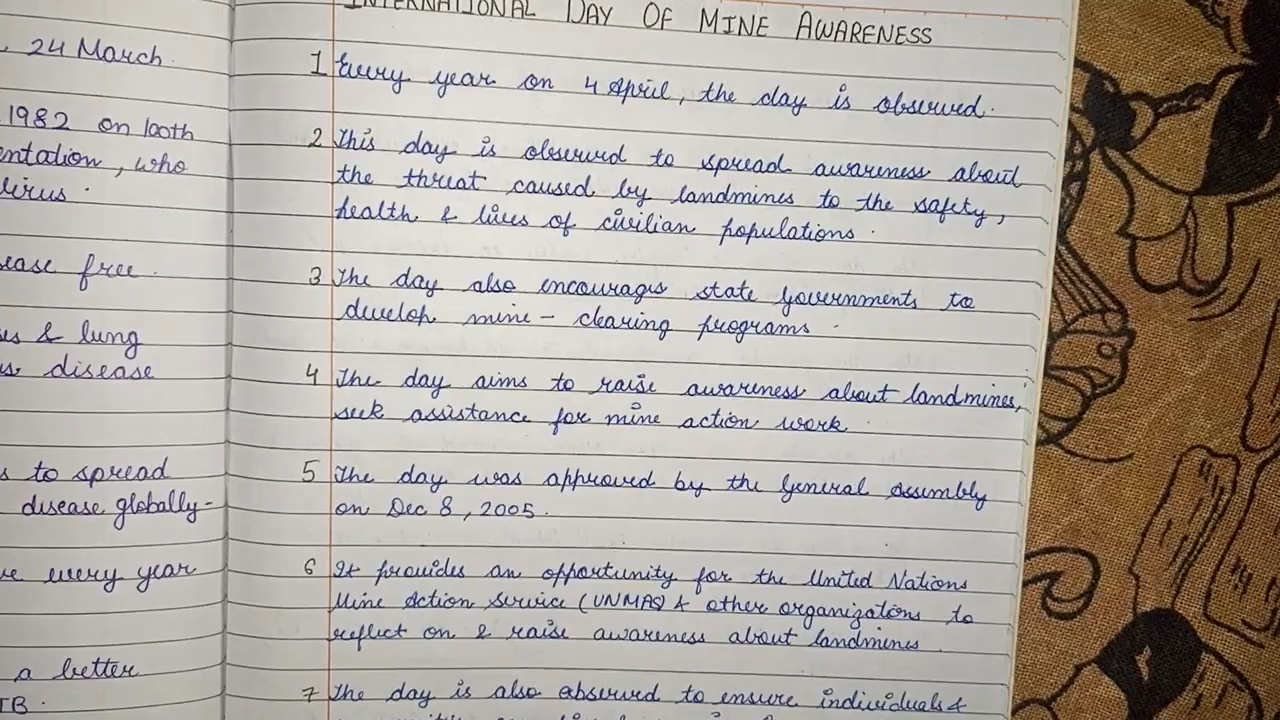 24 March
1982 on 100th
entation, who
virus.
ease free.
es & lung
disease
s to spread
disease globally-
ve every year
a better
TB.
INTERNATIONAL DAY OF MINE AWARENESS
1 Every year on 4 April, the day is observed.
2 This day is observed to spread awareness about
the threat caused by landmines to the safety,
health & lives of civilian populations.
3 The day also encourages state governments to
develop mine-clearing programs.
4 The day aims to raise awareness about landmines,
seek assistance for mine action work.
5 The day was approved by the General Assembly
on Dec 8, 2005.
6 It provides an opportunity for the United Nations
Mine Action Service (UNMAS) & other organizations to
reflect on & raise awareness about landmines
7 The day is also observed to ensure individuals &